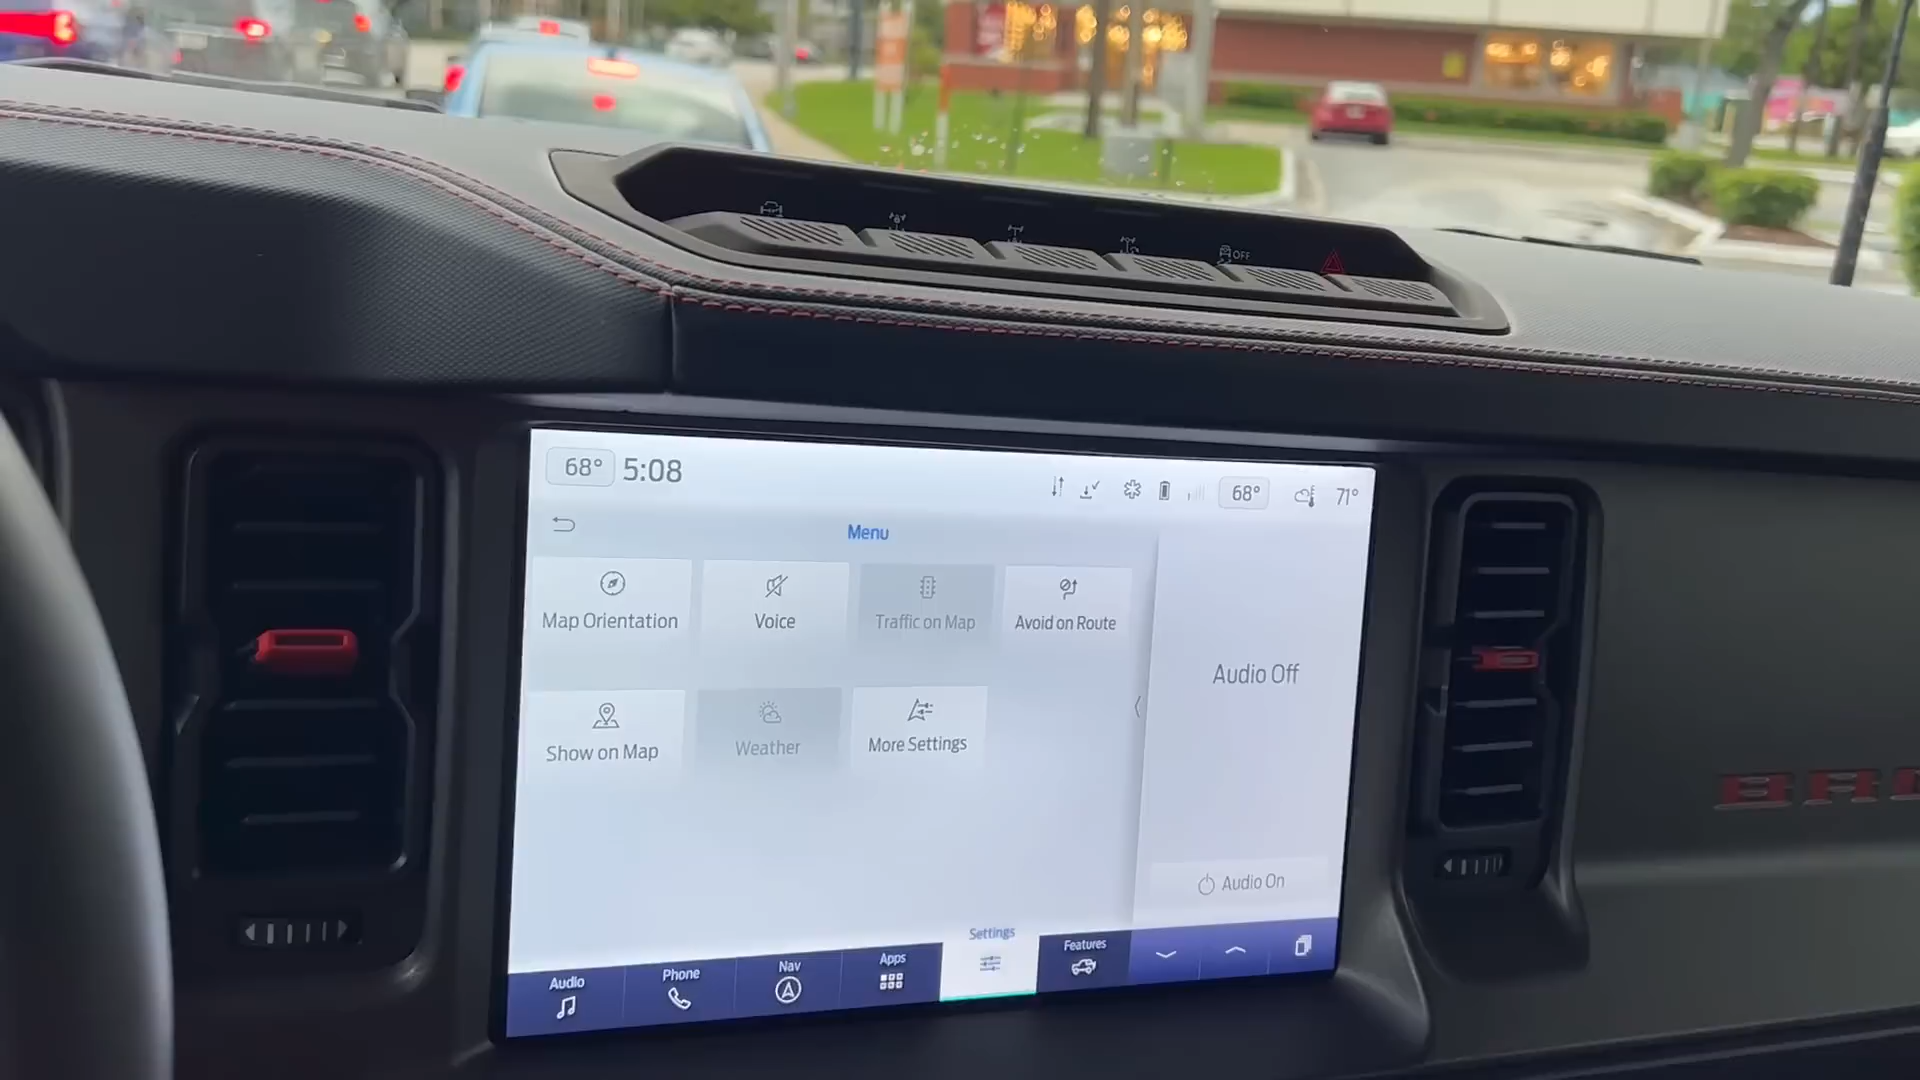 OFF
68° 5:08
68° 71°
Menu
Map Orientation
Voice
Traffic on Map
Avoid on Route
Show on Map
Weather
More Settings
Audio Off
Audio On
Audio
Phone
Nav
Apps
Settings
Features